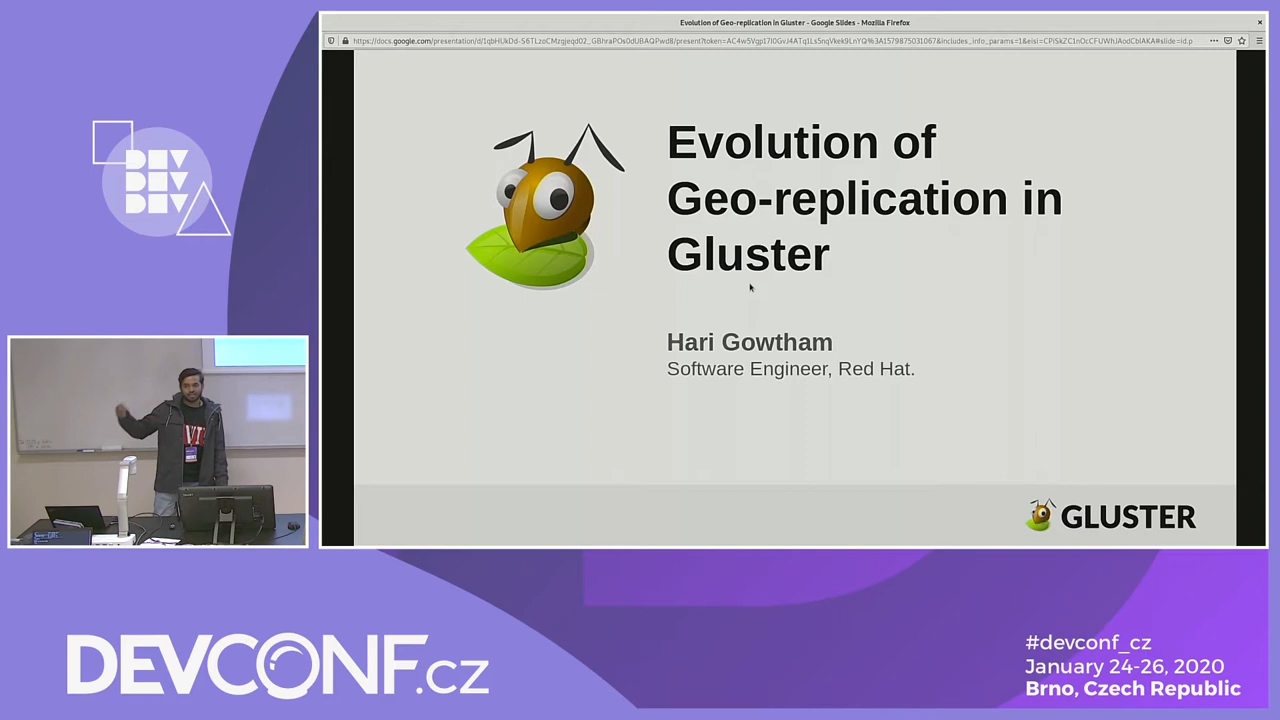 Evolution of Geo-replication in Gluster - Google Slides - Mozilla Firefox
DEV
DEV
DEV
Evolution of
Geo-replication in
Gluster
Hari Gowtham
Software Engineer, Red Hat.
GLUSTER
DEVCONF.cz
#devconf_cz
January 24-26, 2020
Brno, Czech Republic